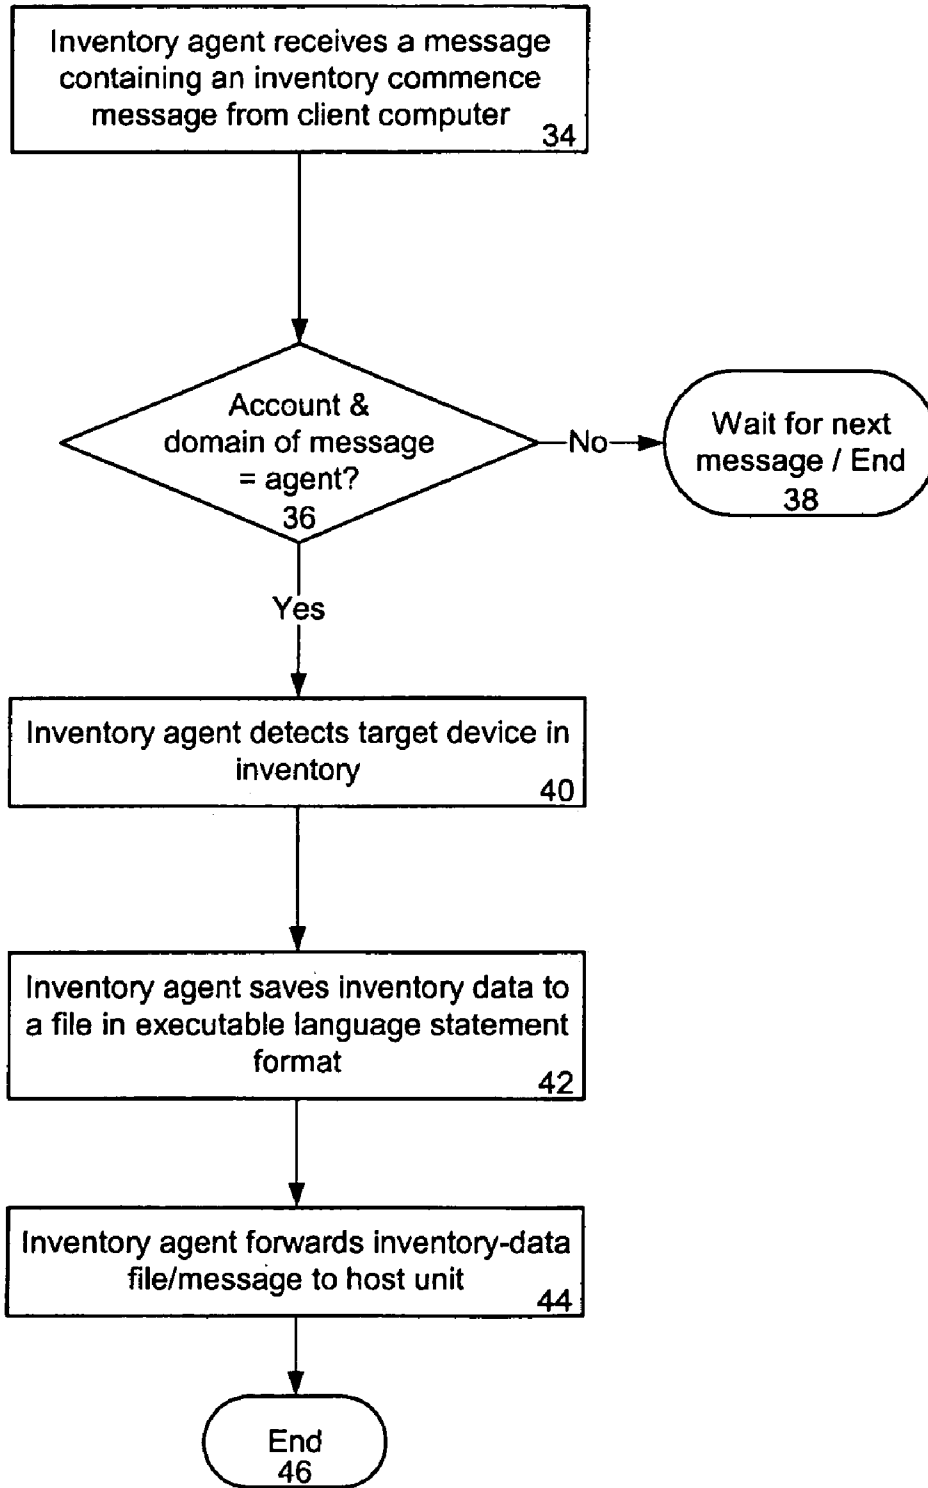 Inventory agent receives a message
containing an inventory commence
message from client computer
34
Account &
domain of message
= agent?
36
No
Wait for next
message / End
38
Yes
Inventory agent detects target device in
inventory
40
Inventory agent saves inventory data to
a file in executable language statement
format
42
Inventory agent forwards inventory-data
file/message to host unit
44
End
46